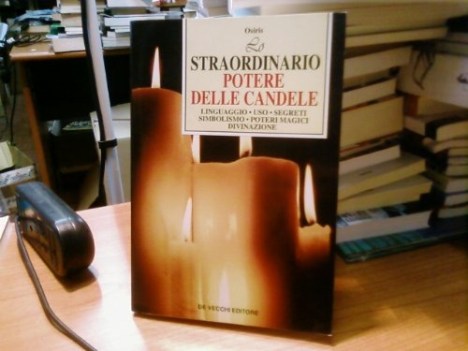 Osiris
Lo
STRAORDINARIO
POTERE
DELLE CANDELE
LINGUAGGIO • USO • SEGRETI
SIMBOLISMO • POTERI MAGICI
DIVINAZIONE
DE VECCHI EDITORE